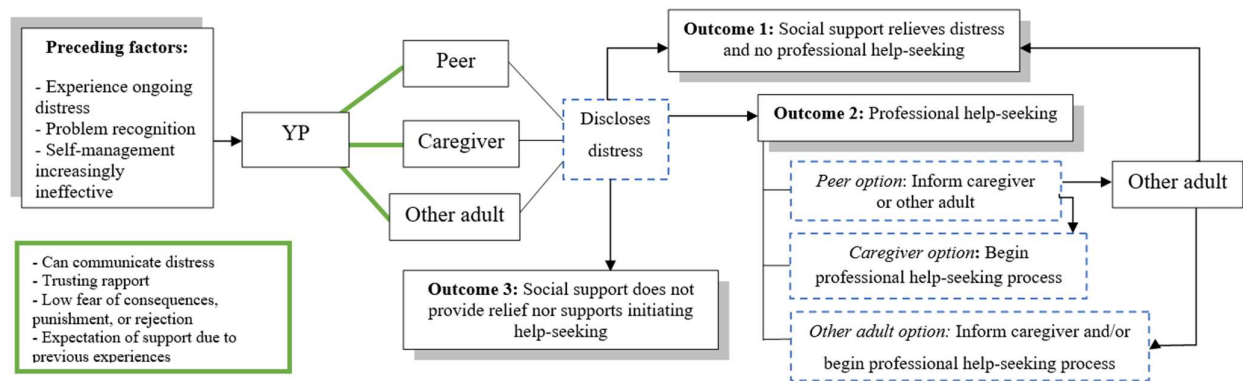 Preceding factors:
- Experience ongoing
distress
- Problem recognition
- Self-management
increasingly
ineffective
YP
Peer
Caregiver
Other adult
Discloses
distress
Outcome 1: Social support relieves distress
and no professional help-seeking
Outcome 2: Professional help-seeking
Peer option: Inform caregiver
or other adult
Other adult
Caregiver option: Begin
professional help-seeking process
Other adult option: Inform caregiver and/or
begin professional help-seeking process
Outcome 3: Social support does not
provide relief nor supports initiating
help-seeking
- Can communicate distress
- Trusting rapport
- Low fear of consequences,
punishment, or rejection
- Expectation of support due to
previous experiences